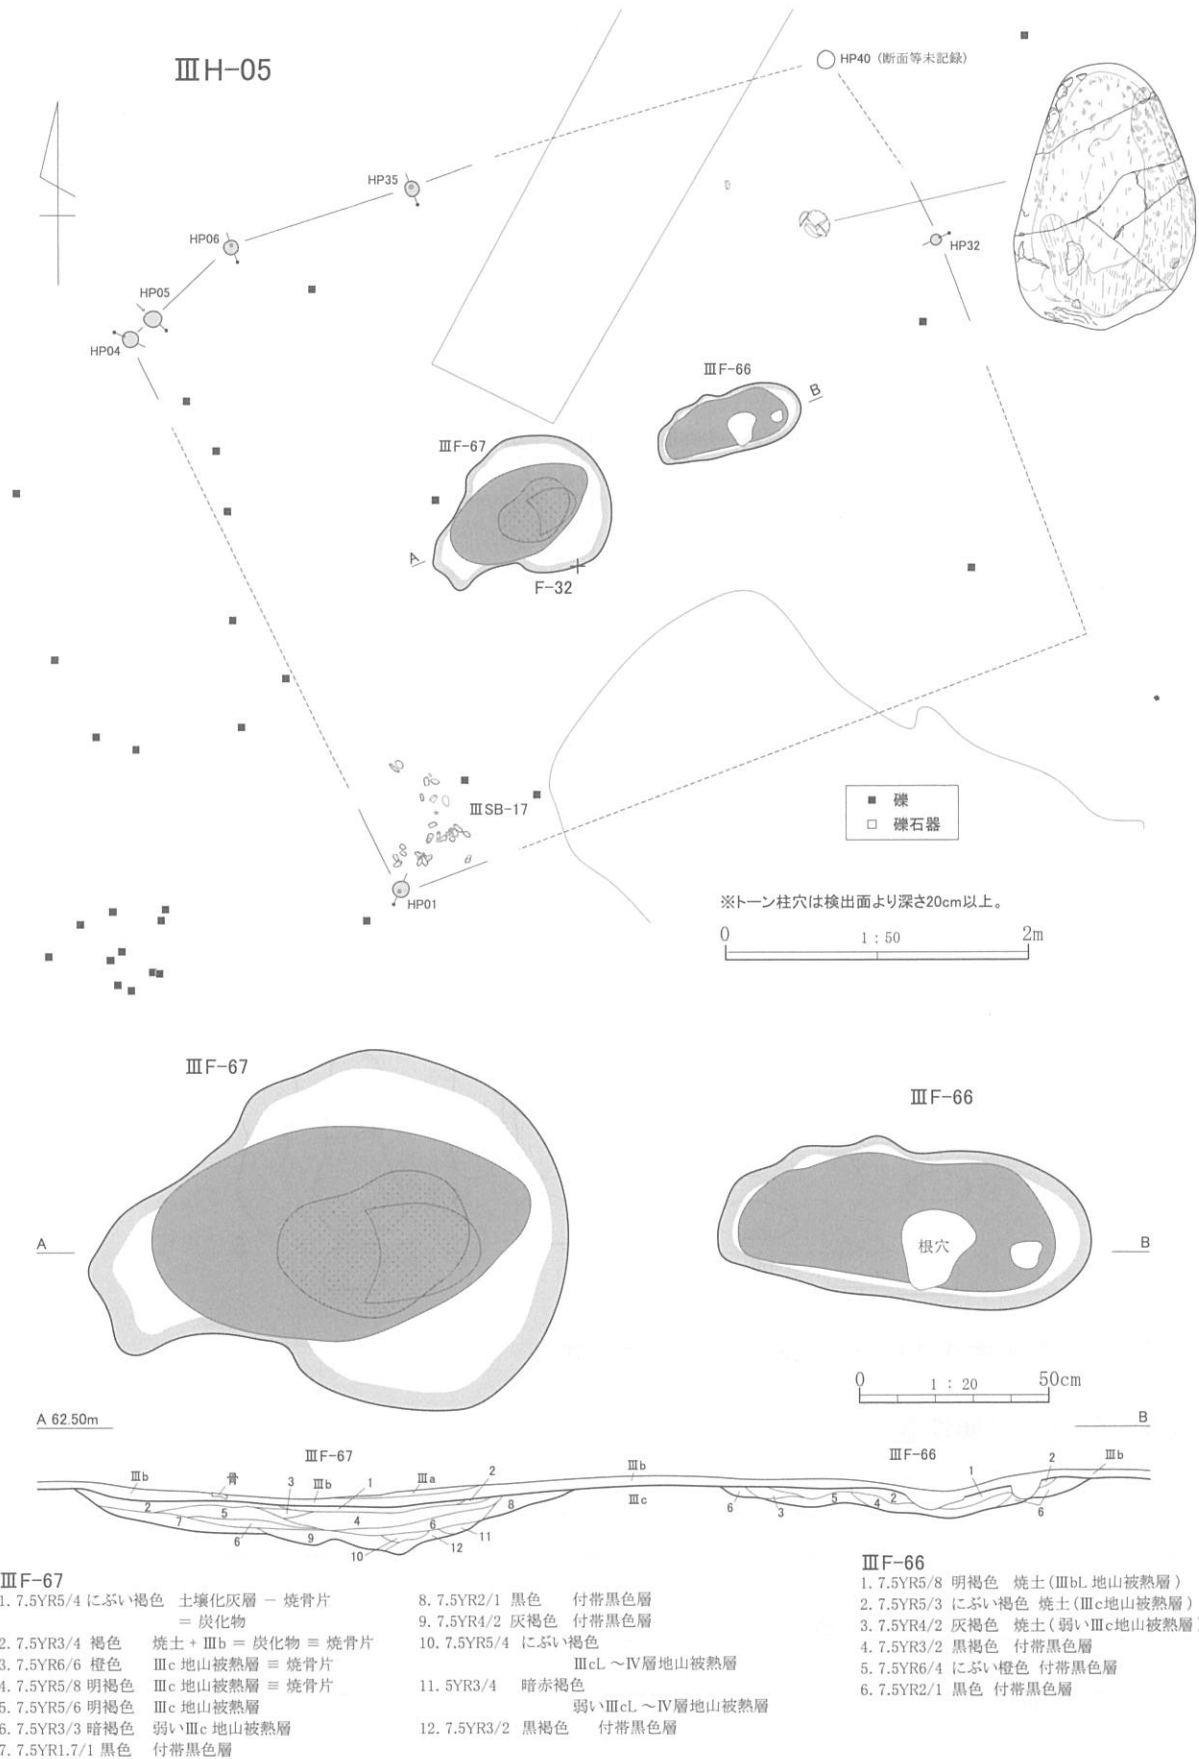 ⅢH-05
HP40 (断面等未記録)
HP35
HP06
HP32
HP05
HP04
ⅢF-66
B
ⅢF-67
A
F-32
ⅢSB-17
■ 礫
□ 礫石器
HP01
※トーン柱穴は検出面より深さ20cm以上。
0 1:50 2m
ⅢF-67
ⅢF-66
A
根穴
B
0 1:20 50cm
A 62.50m
B
ⅢF-67
ⅢF-66
Ⅲb 骨 3 Ⅲb 1 Ⅲa 2 Ⅲb 1 2 Ⅲb
Ⅲc
2 5 4 8 6 3 5 4 2 6
7 6 9 6 11
10 12
ⅢF-67
1. 7.5YR5/4 にぶい褐色 土壌化灰層 － 焼骨片
＝ 炭化物
2. 7.5YR3/4 褐色 焼土+Ⅲb ＝ 炭化物 ≡ 焼骨片
3. 7.5YR6/6 橙色 Ⅲc 地山被熱層 ≡ 焼骨片
4. 7.5YR5/8 明褐色 Ⅲc 地山被熱層 ≡ 焼骨片
5. 7.5YR5/6 明褐色 Ⅲc 地山被熱層
6. 7.5YR3/3 暗褐色 弱いⅢc 地山被熱層
7. 7.5YR1.7/1 黒色 付帯黒色層
8. 7.5YR2/1 黒色 付帯黒色層
9. 7.5YR4/2 灰褐色 付帯黒色層
10. 7.5YR5/4 にぶい褐色
ⅢcL ～Ⅳ層地山被熱層
11. 5YR3/4 暗赤褐色
弱いⅢcL ～Ⅳ層地山被熱層
12. 7.5YR3/2 黒褐色 付帯黒色層
ⅢF-66
1. 7.5YR5/8 明褐色 焼土(ⅢbL 地山被熱層)
2. 7.5YR5/3 にぶい褐色 焼土(Ⅲc地山被熱層)
3. 7.5YR4/2 灰褐色 焼土(弱いⅢc地山被熱層)
4. 7.5YR3/2 黒褐色 付帯黒色層
5. 7.5YR6/4 にぶい橙色 付帯黒色層
6. 7.5YR2/1 黒色 付帯黒色層